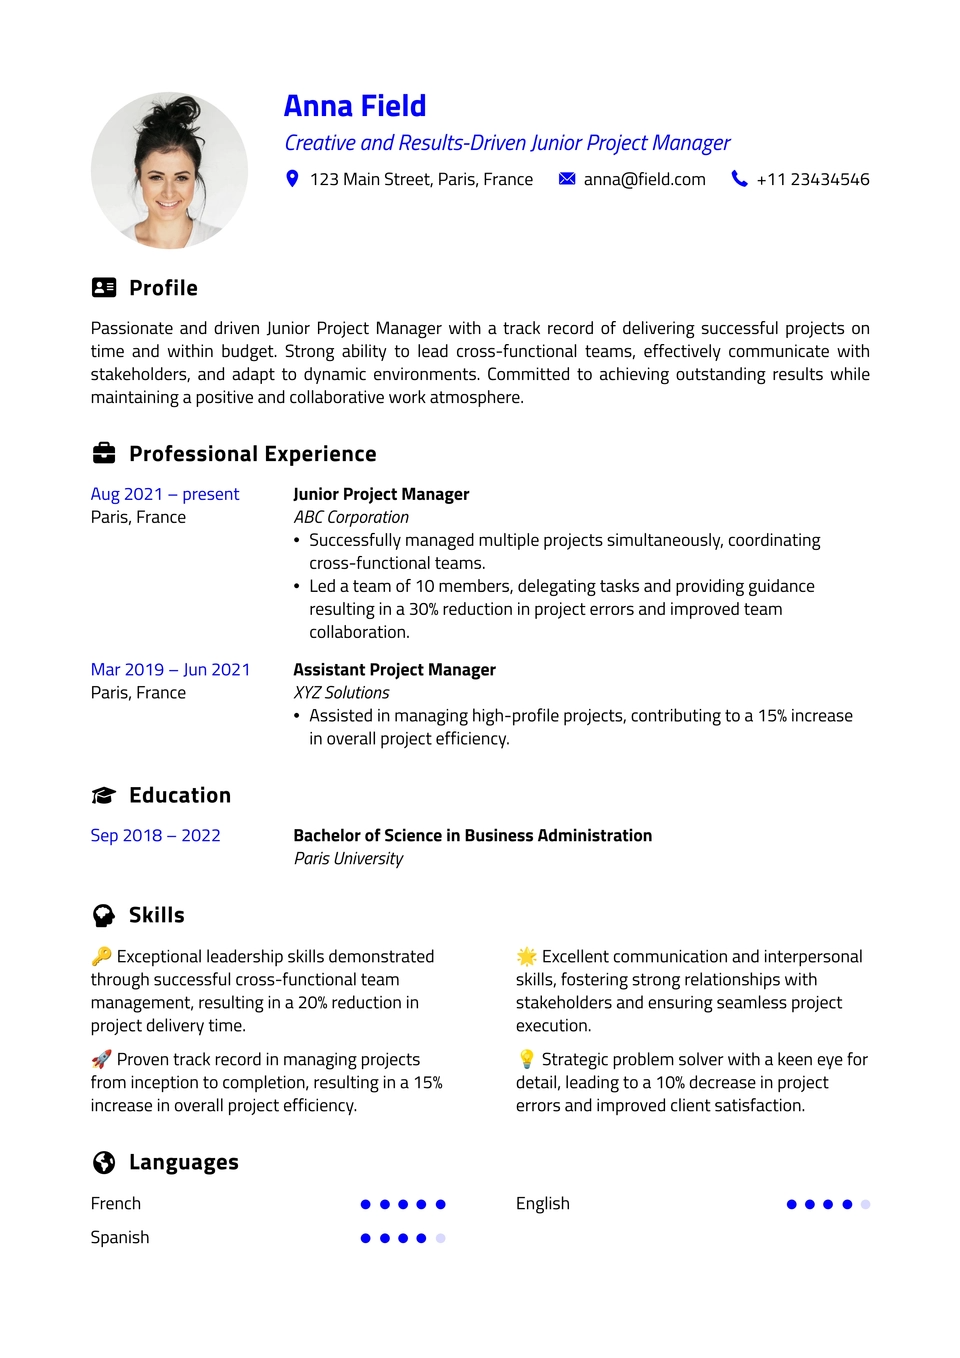 Anna Field
Creative and Results-Driven Junior Project Manager
123 Main Street, Paris, France anna@field.com +11 23434546
Profile
Passionate and driven Junior Project Manager with a track record of delivering successful projects on
time and within budget. Strong ability to lead cross-functional teams, effectively communicate with
stakeholders, and adapt to dynamic environments. Committed to achieving outstanding results while
maintaining a positive and collaborative work atmosphere.
Professional Experience
Aug 2021 – present
Paris, France
Junior Project Manager
ABC Corporation
• Successfully managed multiple projects simultaneously, coordinating
cross-functional teams.
• Led a team of 10 members, delegating tasks and providing guidance
resulting in a 30% reduction in project errors and improved team
collaboration.
Mar 2019 – Jun 2021
Paris, France
Assistant Project Manager
XYZ Solutions
• Assisted in managing high-profile projects, contributing to a 15% increase
in overall project efficiency.
Education
Sep 2018 – 2022
Bachelor of Science in Business Administration
Paris University
Skills
🔑 Exceptional leadership skills demonstrated
through successful cross-functional team
management, resulting in a 20% reduction in
project delivery time.
🌟 Excellent communication and interpersonal
skills, fostering strong relationships with
stakeholders and ensuring seamless project
execution.
🚀 Proven track record in managing projects
from inception to completion, resulting in a 15%
increase in overall project efficiency.
💡 Strategic problem solver with a keen eye for
detail, leading to a 10% decrease in project
errors and improved client satisfaction.
Languages
French
English
Spanish